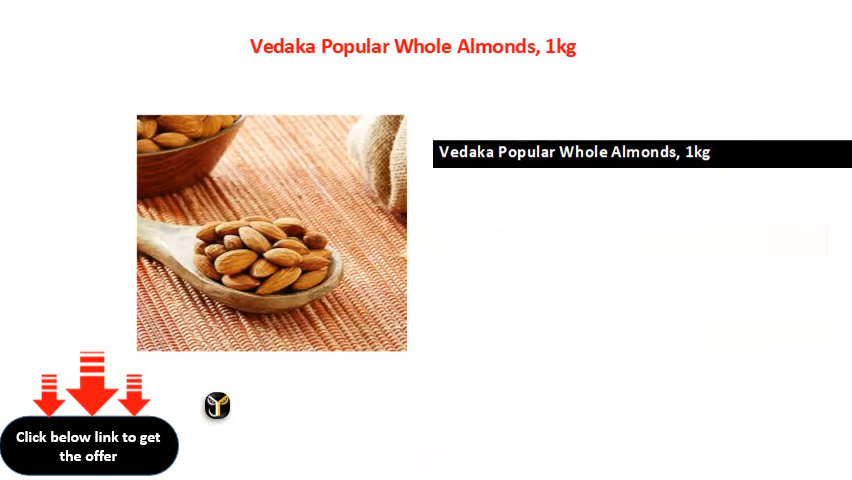 Vedaka Popular Whole Almonds, 1kg
Vedaka Popular Whole Almonds, 1kg
Click below link to get
the offer